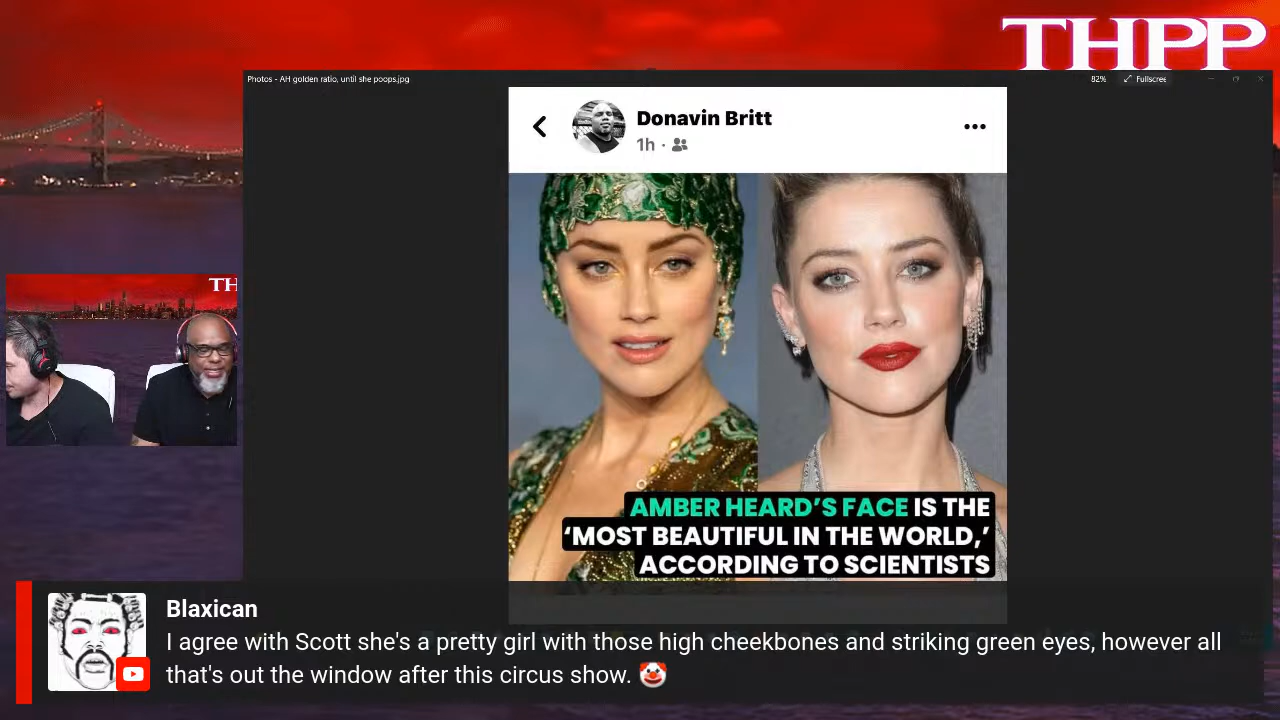 THPP
Photos - AH golden ratio, until she poops.jpg
82%
Fullscree
Donavin Britt
1h ·
TH
AMBER HEARD'S FACE IS THE
'MOST BEAUTIFUL IN THE WORLD,'
ACCORDING TO SCIENTISTS
Blaxican
I agree with Scott she's a pretty girl with those high cheekbones and striking green eyes, however all
that's out the window after this circus show. 🤡